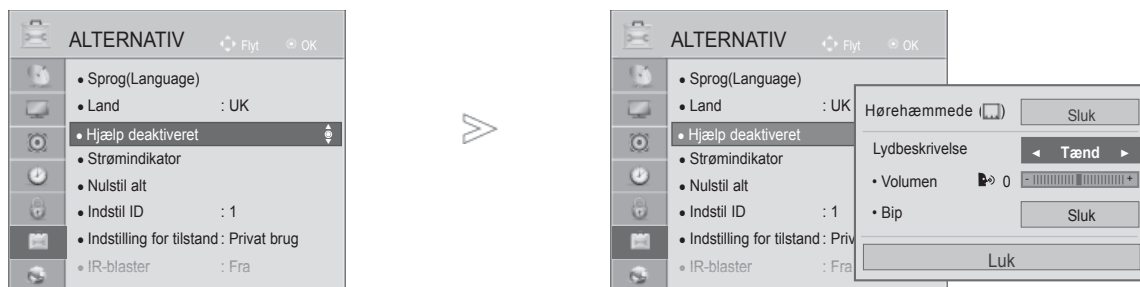 ALTERNATIV Flyt OK
• Sprog(Language)
• Land : UK
• Hjælp deaktiveret
• Strømindikator
• Nulstil alt
• Indstil ID : 1
• Indstilling for tilstand : Privat brug
• IR-blaster : Fra
ALTERNATIV Flyt OK
• Sprog(Language)
• Land : UK
• Hjælp deaktiveret
• Strømindikator
• Nulstil alt
• Indstil ID : 1
• Indstilling for tilstand : Priv
• IR-blaster : Fra
Hørehæmmede ( ) Sluk
Lydbeskrivelse ◄ Tænd ►
• Volumen 0 - +
• Bip Sluk
Luk